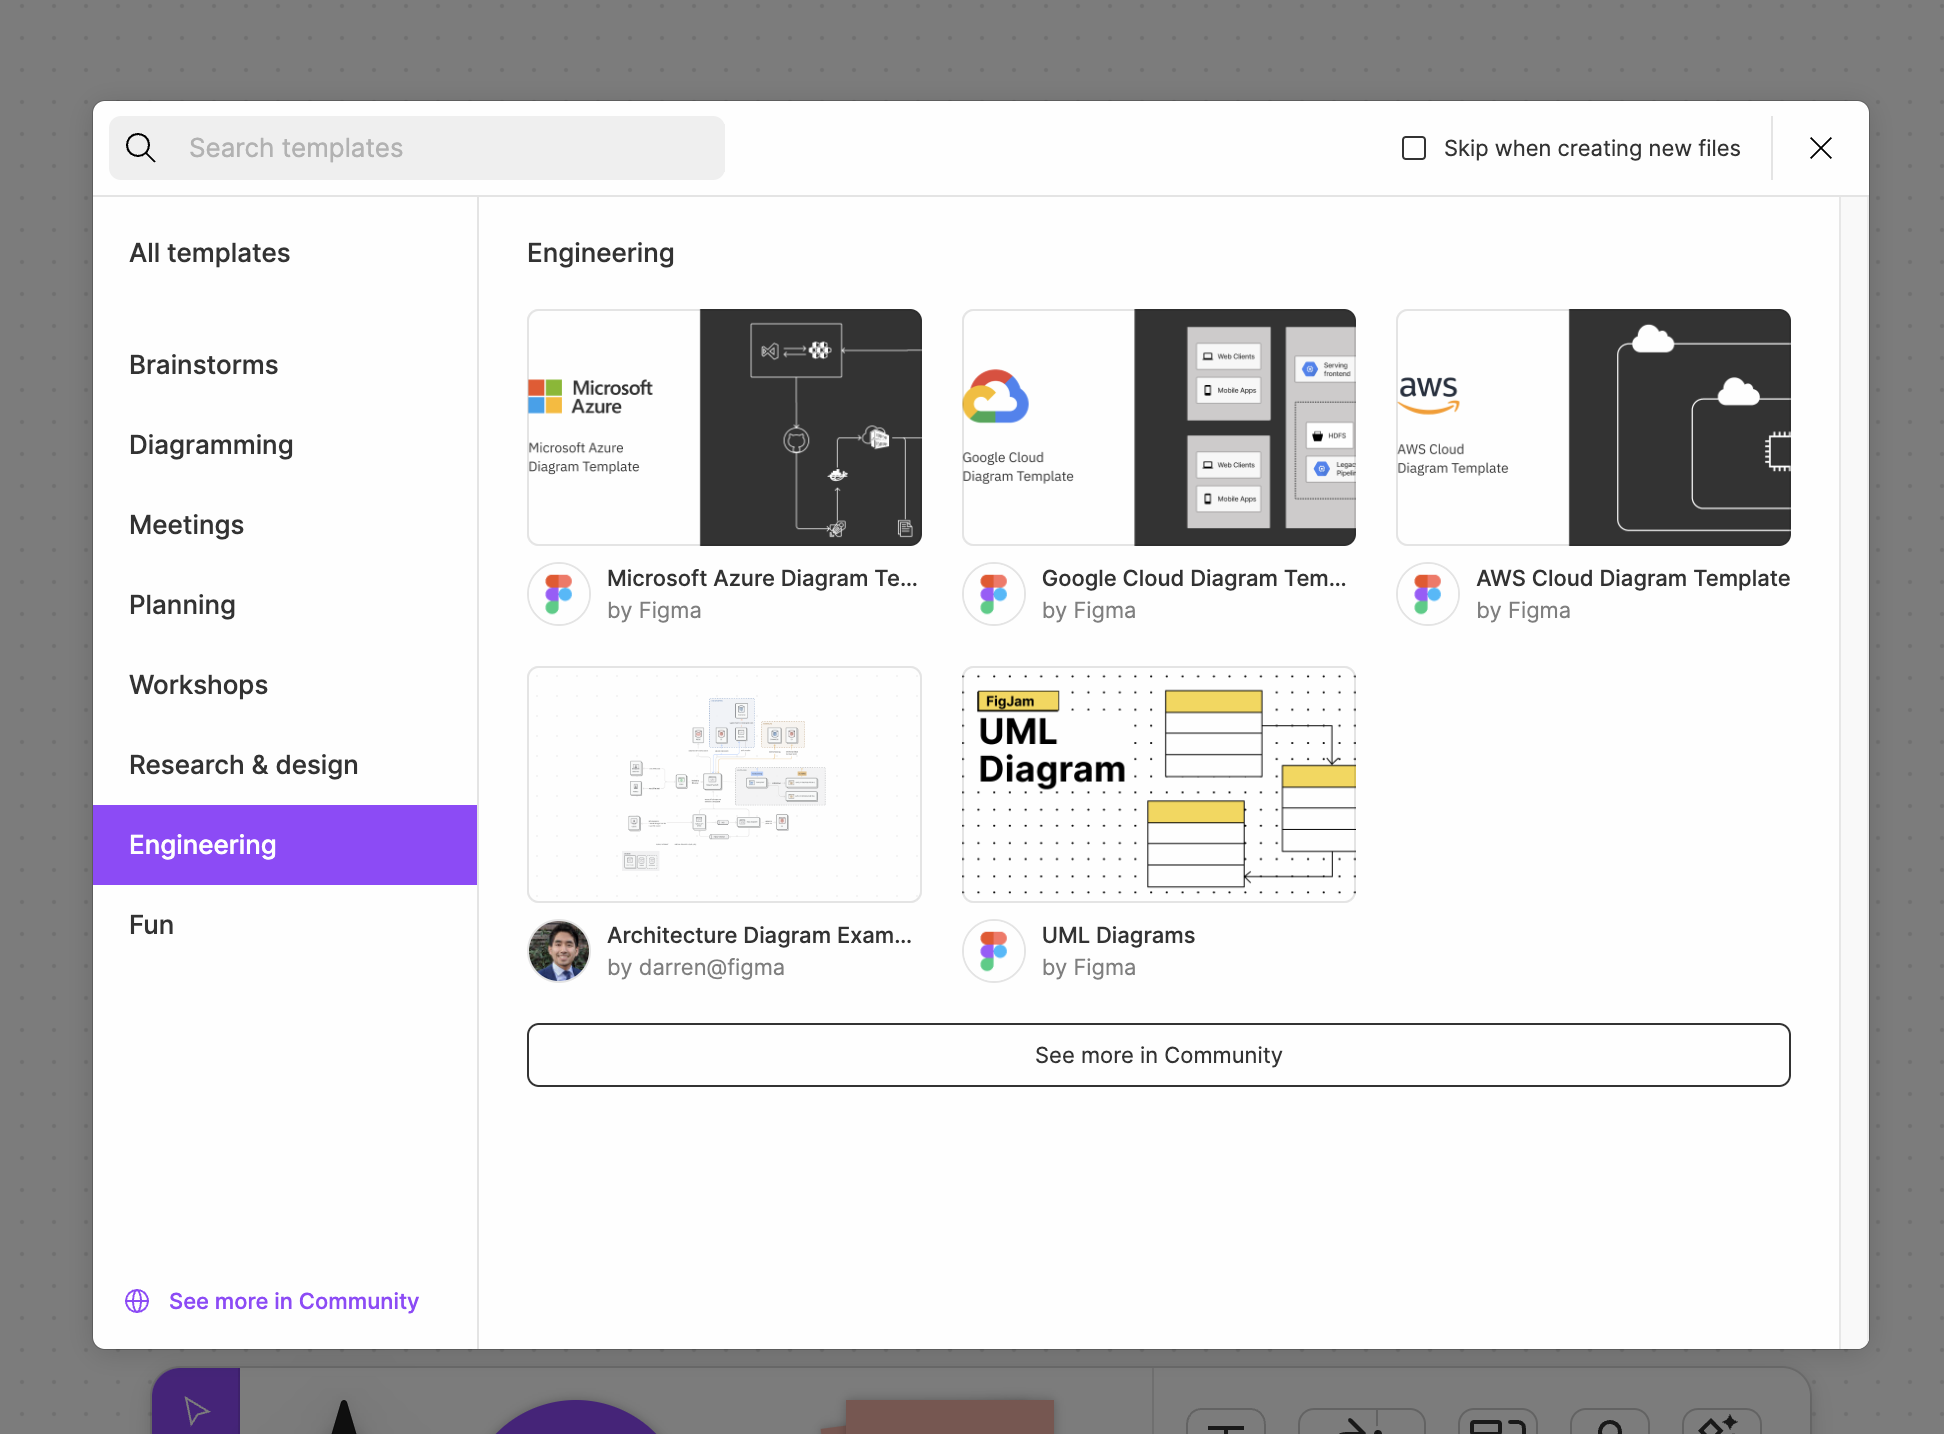 Search templates
Skip when creating new files
All templates
Brainstorms
Diagramming
Meetings
Planning
Workshops
Research & design
Engineering
Fun
See more in Community
Engineering
Microsoft
Azure
Microsoft Azure
Diagram Template
Microsoft Azure Diagram Te...
by Figma
Google Cloud
Diagram Template
Web Clients
Mobile Apps
Web Clients
Mobile Apps
Serving
frontend
HDFS
Legac
Pipelin
Google Cloud Diagram Tem...
by Figma
aws
AWS Cloud
Diagram Template
AWS Cloud Diagram Template
by Figma
Architecture Diagram Exam...
by darren@figma
FigJam
UML
Diagram
UML Diagrams
by Figma
See more in Community